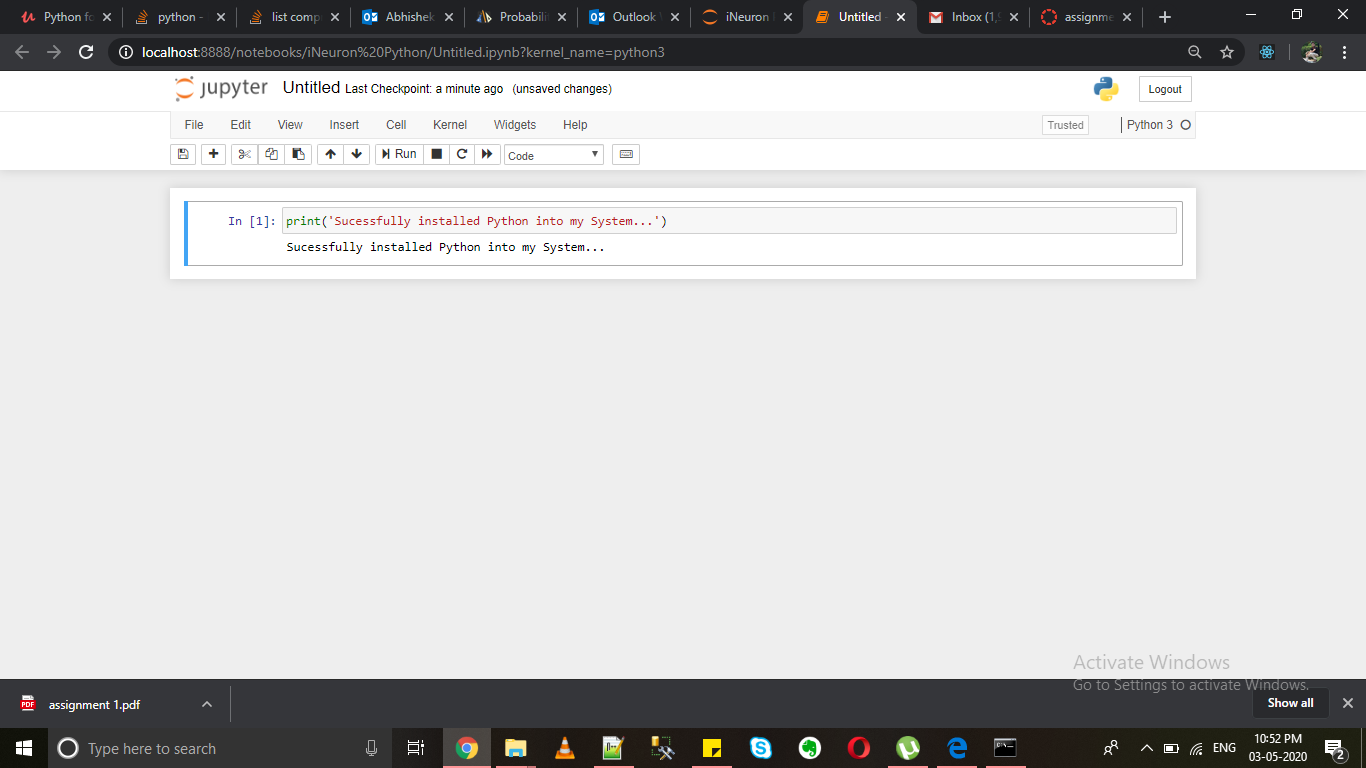 Python fo
python -
list comp
Abhishek
Probabili
Outlook
iNeuron
Untitled -
Inbox (1,
assignme
localhost:8888/notebooks/iNeuron%20Python/Untitled.ipynb?kernel_name=python3
jupyter Untitled Last Checkpoint: a minute ago (unsaved changes)
Logout
File Edit View Insert Cell Kernel Widgets Help
Trusted
Python 3
Run
Code
In [1]: print('Sucessfully installed Python into my System...')
Sucessfully installed Python into my System...
Activate Windows
Go to Settings to activate Windows.
PDF
assignment 1.pdf
Show all
Type here to search
ENG
10:52 PM
03-05-2020
2